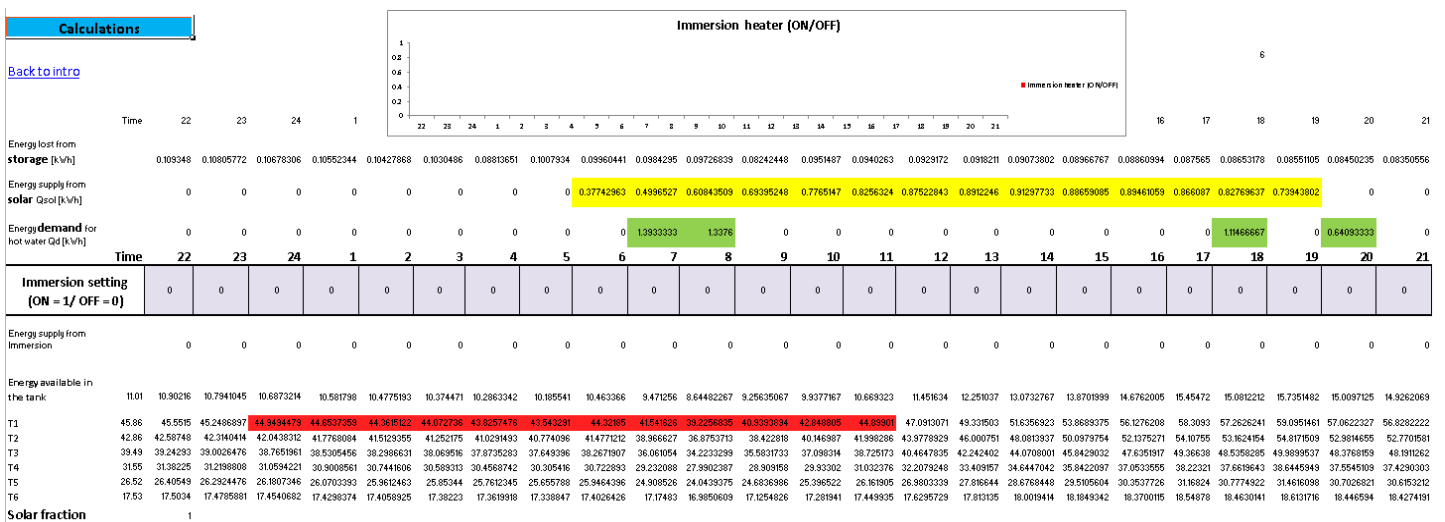 Calculations
Immersion heater (ON/OFF)
1
0.8
0.6
0.4
0.2
0
6
Back to intro
Immersion heater (ON/OFF)
22 23 24 1 2 3 4 5 6 7 8 9 10 11 12 13 14 15 16 17 18 19 20 21
Time 22 23 24 1 16 17 18 19 20 21
Energy lost from
storage [kWh] 0.109348 0.10805772 0.10678306 0.10552344 0.10427868 0.1030486 0.08813651 0.1007934 0.09960441 0.0984295 0.09726839 0.08242448 0.0951487 0.0940263 0.0929172 0.0918211 0.09073802 0.08966767 0.08860994 0.087565 0.08653178 0.08551105 0.08450235 0.08350556
Energy supply from
solar Qsol [kWh] 0 0 0 0 0 0 0 0 0.37742963 0.4996527 0.60843509 0.69395248 0.7765147 0.8256324 0.87522843 0.8912246 0.91297733 0.88659085 0.89461059 0.866087 0.82769637 0.73943802 0 0
Energy demand for
hot water Qd [kWh] 0 0 0 0 0 0 0 0 0 1.3933333 1.3376 0 0 0 0 0 0 0 0 0 1.11466667 0 0.64093333 0
Time 22 23 24 1 2 3 4 5 6 7 8 9 10 11 12 13 14 15 16 17 18 19 20 21
Immersion setting
(ON = 1/ OFF = 0) 0 0 0 0 0 0 0 0 0 0 0 0 0 0 0 0 0 0 0 0 0 0 0 0
Energy supply from
Immersion 0 0 0 0 0 0 0 0 0 0 0 0 0 0 0 0 0 0 0 0 0 0 0 0
Energy available in
the tank 11.01 10.90216 10.7941045 10.6873214 10.581798 10.4775193 10.374471 10.2863342 10.185541 10.463366 9.471256 8.64482267 9.25635067 9.9377167 10.669323 11.451634 12.251037 13.0732767 13.8701999 14.6762005 15.45472 15.0812212 15.7351482 15.0097125 14.9262069
T1 45.86 45.5515 45.2486897 44.9494479 44.6537359 44.3615122 44.072736 43.8257476 43.543291 44.32185 41.541626 39.2256835 40.9393894 42.848805 44.89901 47.0913071 49.331503 51.6356923 53.8689375 56.1276208 58.3093 57.2626241 59.0951461 57.0622327 56.8282222
T2 42.86 42.58748 42.3140414 42.0438312 41.7768084 41.5129355 41.252175 41.0291493 40.774096 41.4771212 38.966627 36.8753713 38.422818 40.146987 41.998286 43.9778929 46.000751 48.0813937 50.0979754 52.1375271 54.10755 53.1624154 54.8171509 52.9814655 52.7701581
T3 39.49 39.24293 39.0026476 38.7651961 38.5305456 38.2986631 38.069516 37.8735283 37.649396 38.2671907 36.061054 34.2233299 35.5831733 37.098314 38.725173 40.4647835 42.242402 44.0708001 45.8429032 47.6351917 49.36638 48.5358285 49.9899537 48.3768159 48.1911262
T4 31.55 31.38225 31.2198808 31.0594221 30.9008561 30.7441606 30.589313 30.4568742 30.305416 30.722893 29.232088 27.9902387 28.909158 29.93302 31.032376 32.2079248 33.409157 34.6447042 35.8422097 37.0533555 38.22321 37.6619643 38.6445949 37.5545109 37.4290303
T5 26.52 26.40549 26.2924476 26.1807346 26.0703393 25.9612463 25.85344 25.7612345 25.655788 25.9464396 24.908526 24.0439375 24.6836986 25.396522 26.161905 26.9803339 27.816644 28.6768448 29.5105604 30.3537726 31.16824 30.7774922 31.4616098 30.7026821 30.6153212
T6 17.53 17.5034 17.4785881 17.4540682 17.4298374 17.4058925 17.38223 17.3619918 17.338847 17.4026426 17.17483 16.9850609 17.1254826 17.281941 17.449935 17.6295729 17.813135 18.0019414 18.1849342 18.3700115 18.54878 18.4630141 18.6131716 18.446594 18.4274191
Solar fraction 1